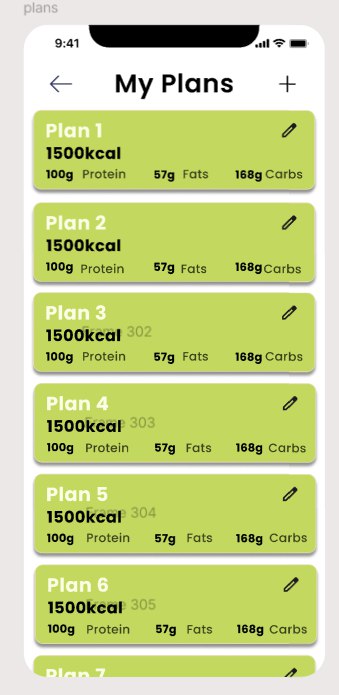 plans
9:41
My Plans
Plan 1
1500kcal
100g Protein 57g Fats 168g Carbs
Plan 2
1500kcal
100g Protein 57g Fats 168g Carbs
Plan 3
1500kcal Frame 302
100g Protein 57g Fats 168g Carbs
Plan 4
1500kcal Frame 303
100g Protein 57g Fats 168g Carbs
Plan 5
1500kcal Frame 304
100g Protein 57g Fats 168g Carbs
Plan 6
1500kcal Frame 305
100g Protein 57g Fats 168g Carbs
Plan 7